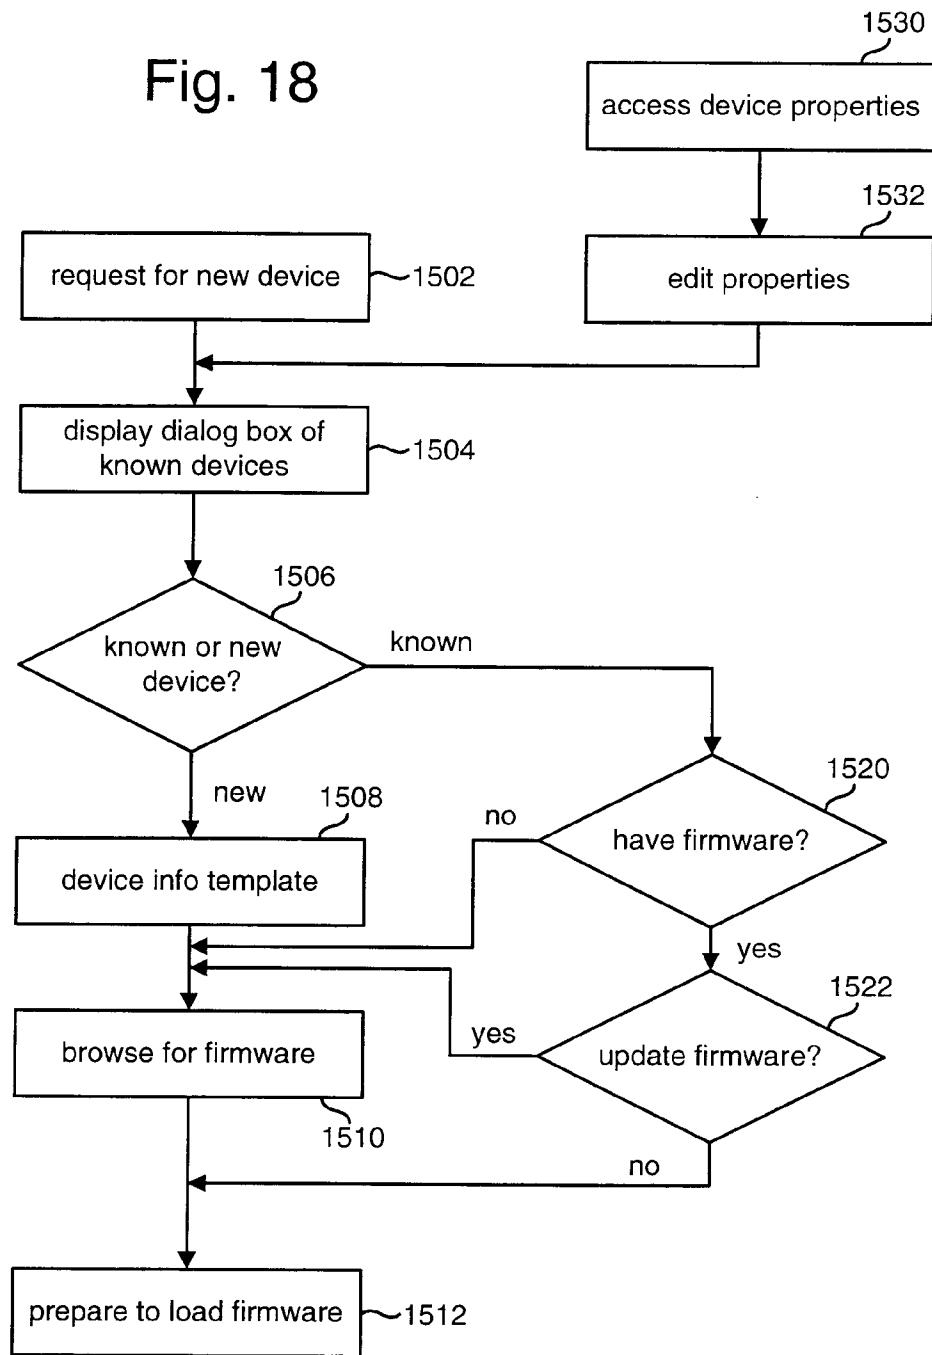 Fig. 18
1530
access device properties
1532
edit properties
request for new device
1502
display dialog box of
known devices
1504
1506
known or new
device?
known
new
1508
device info template
1520
have firmware?
no
yes
1522
update firmware?
yes
browse for firmware
1510
no
prepare to load firmware
1512